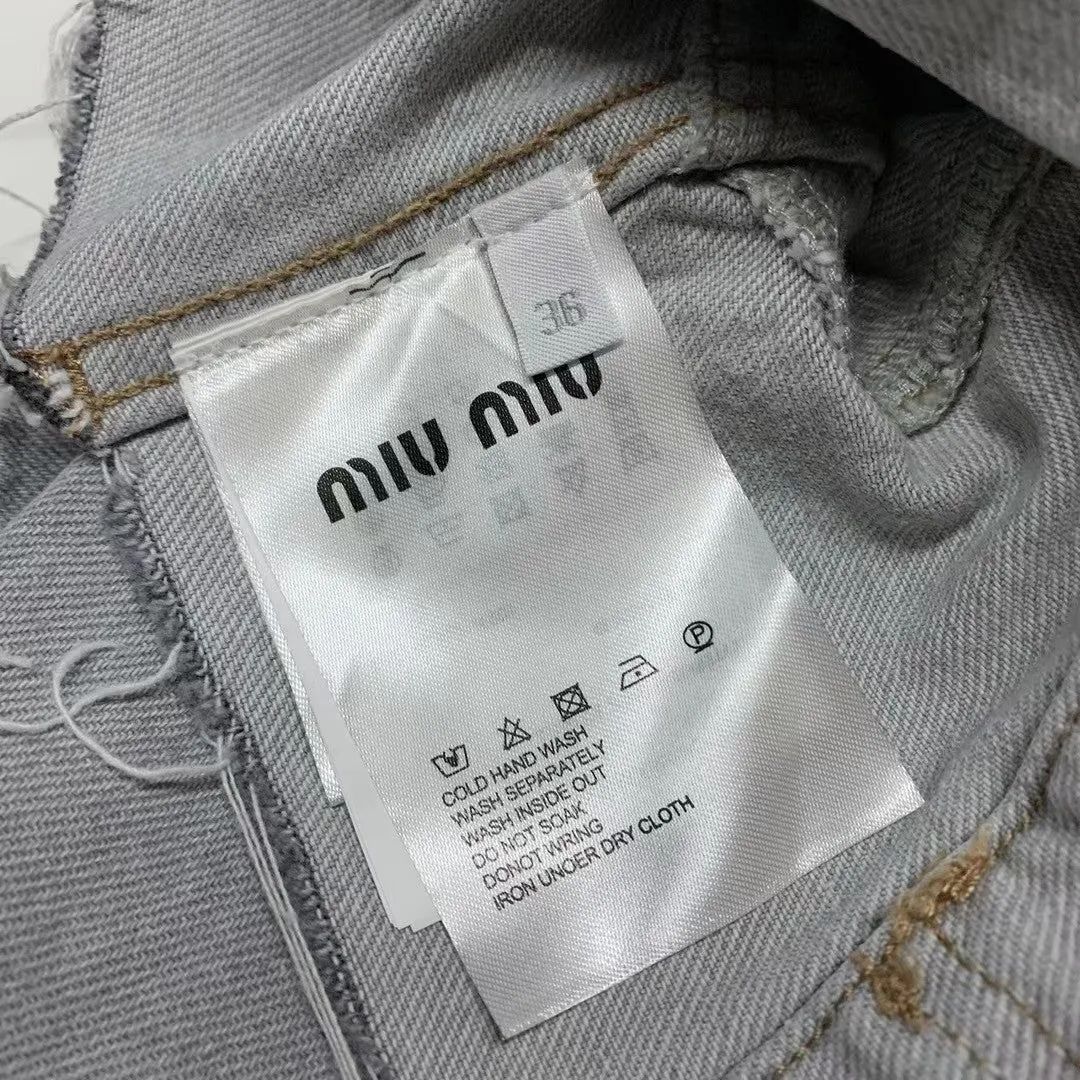 36
MIU MIU
P
COLD HAND WASH
WASH SEPARATELY
WASH INSIDE OUT
DO NOT SOAK
DONOT WRING
IRON UNOER DRY CLOTH